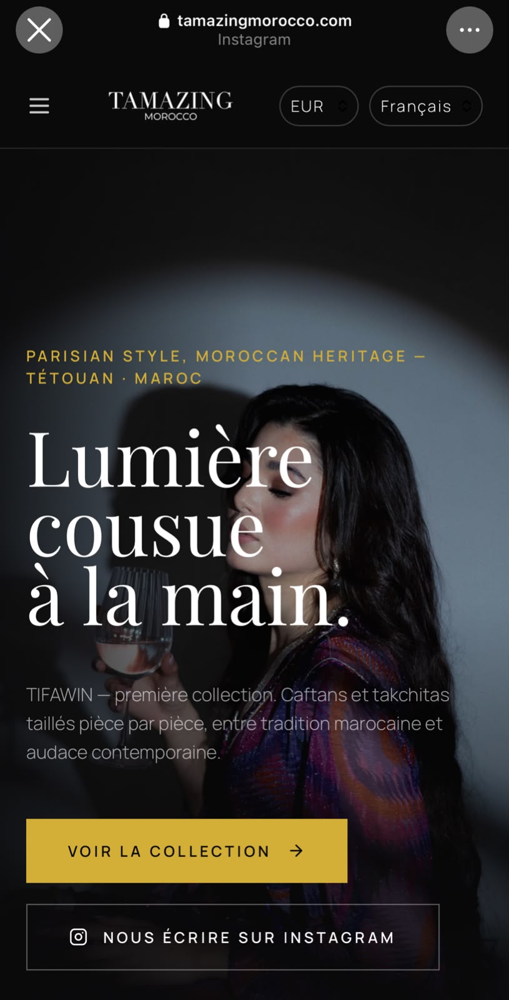 tamazingmorocco.com
Instagram
TAMAZING
MOROCCO
EUR
Français
PARISIAN STYLE, MOROCCAN HERITAGE —
TÉTOUAN · MAROC
Lumière
cousue
à la main.
TIFAWIN — première collection. Caftans et takchitas
taillés pièce par pièce, entre tradition marocaine et
audace contemporaine.
VOIR LA COLLECTION →
NOUS ÉCRIRE SUR INSTAGRAM